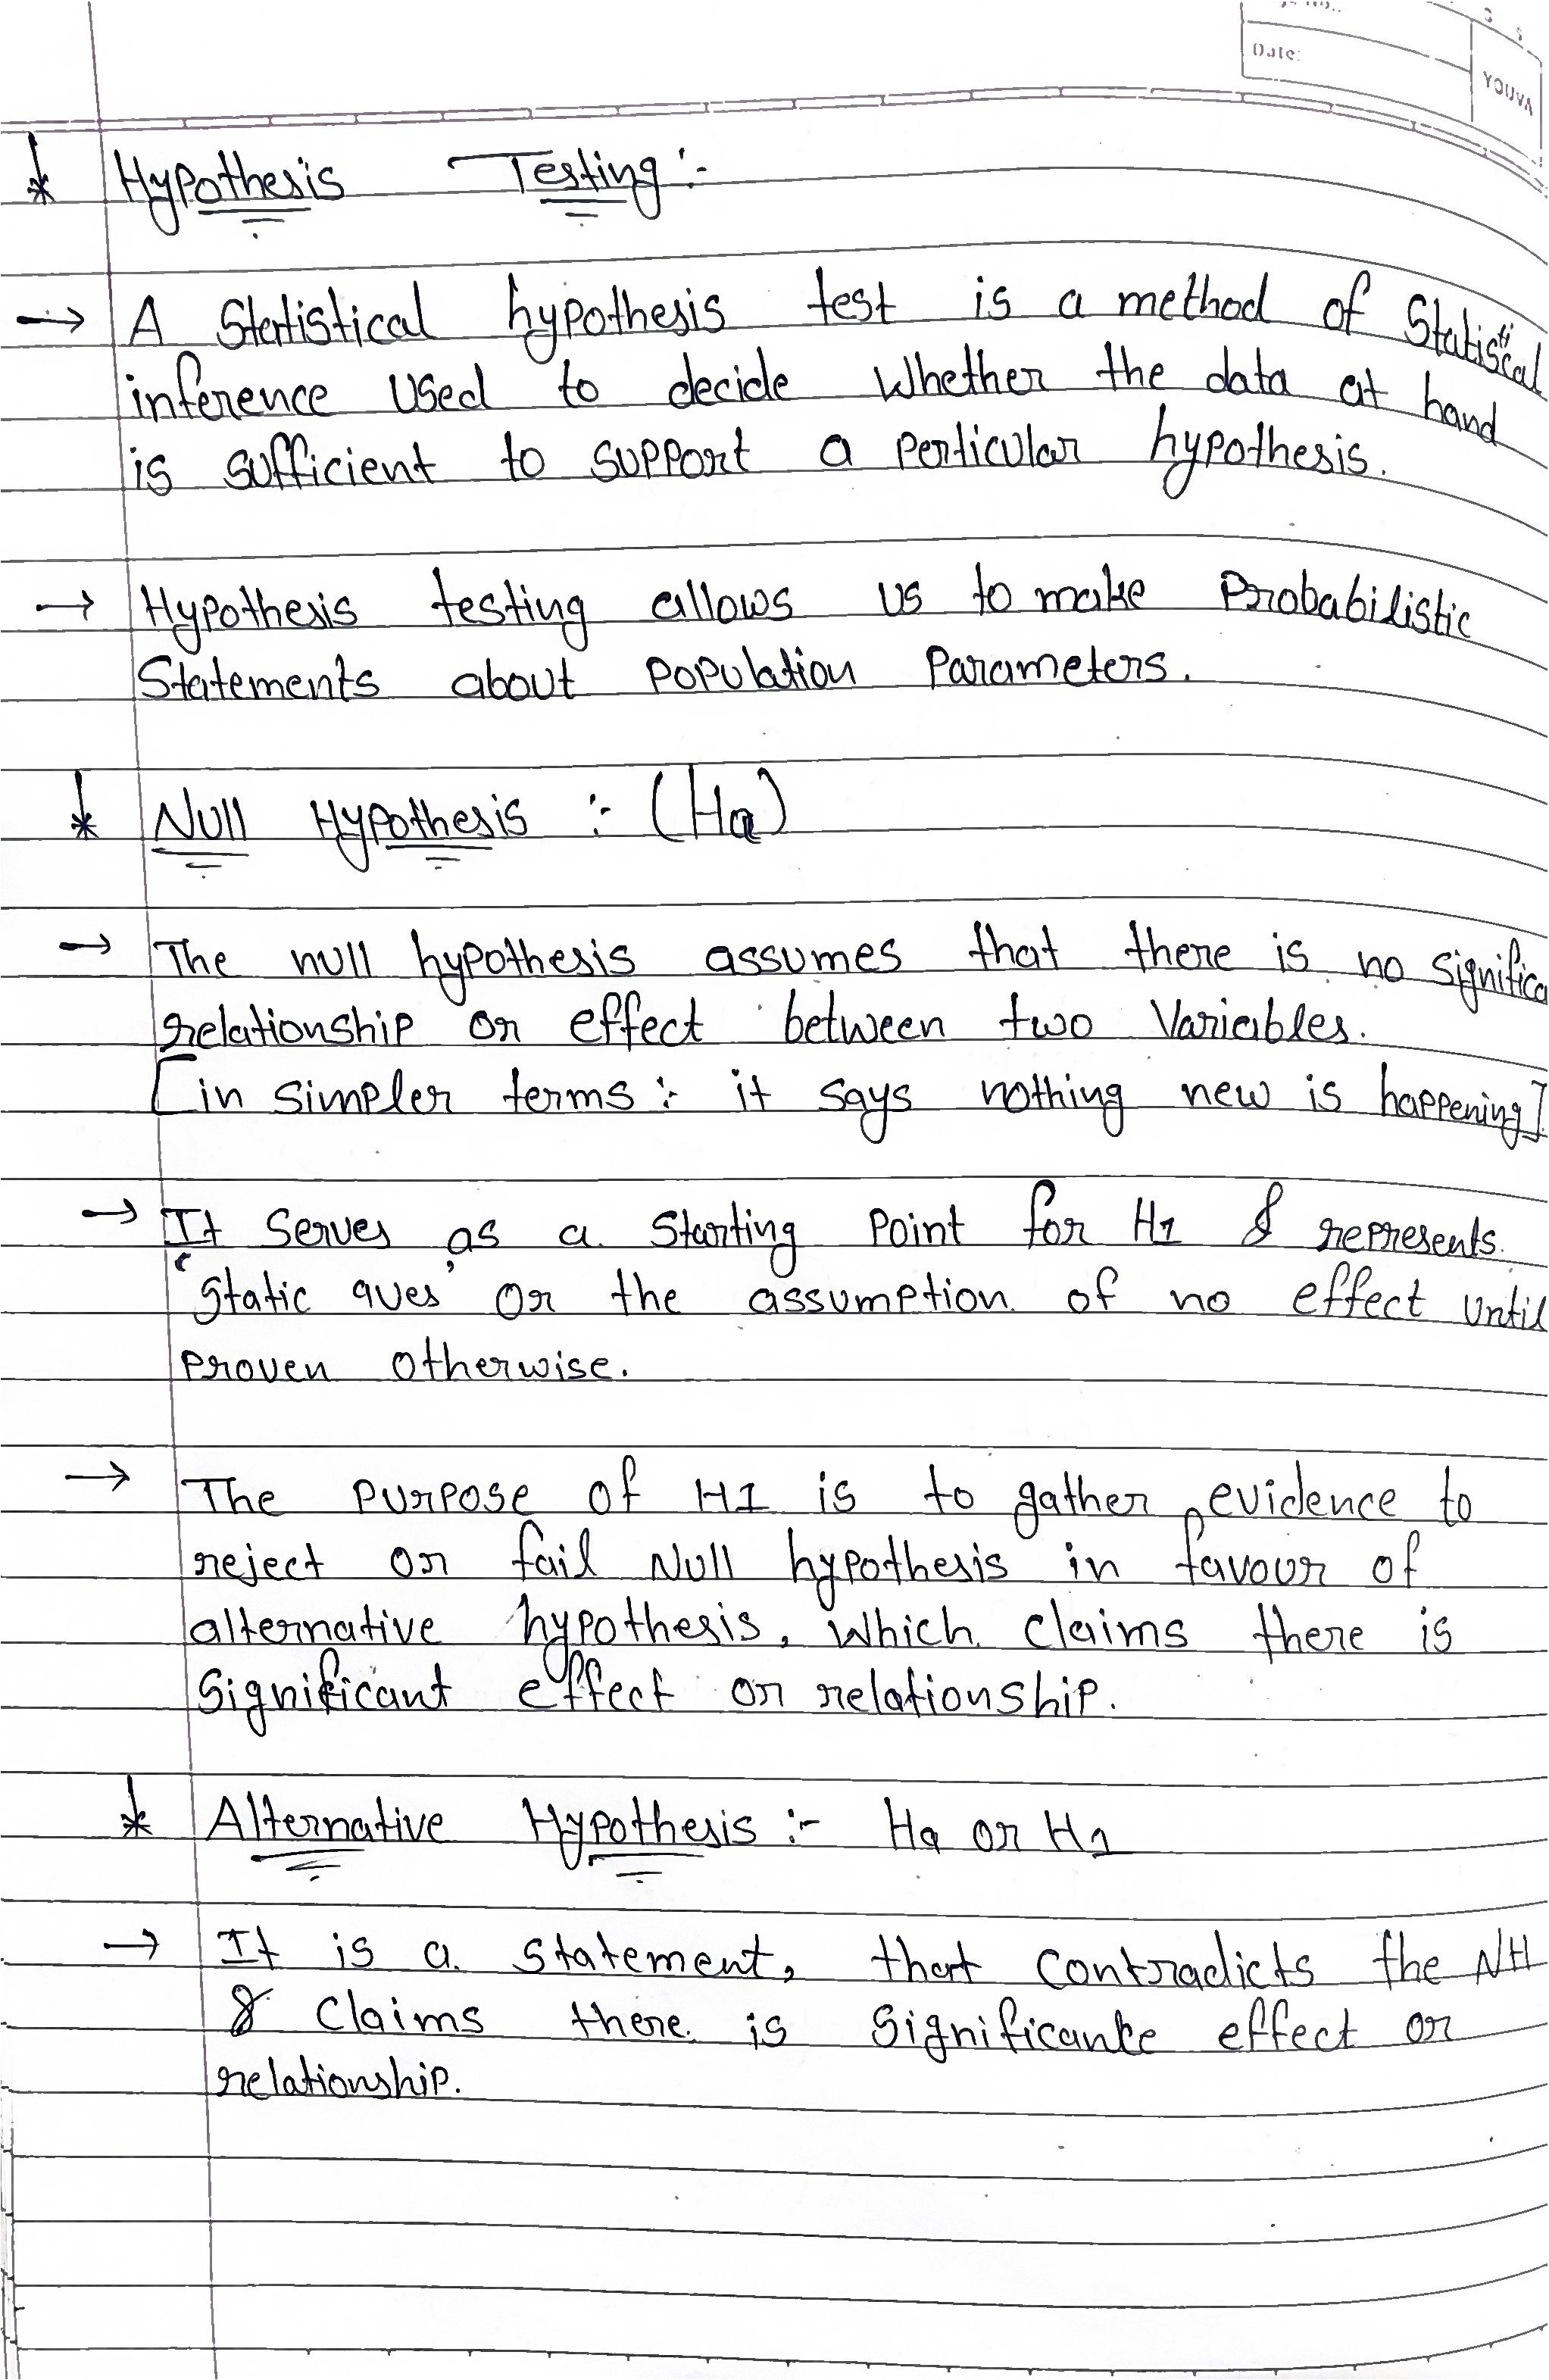 Date:
YOUVA
* Hypothesis Testing :-
→ A Statistical hypothesis test is a method of Statistical
inference used to decide whether the data at hand
is sufficient to support a perticular hypothesis.
→ Hypothesis testing allows us to make Probabilistic
Statements about population Parameters.
* Null Hypothesis :- (Ha)
→ The null hypothesis assumes that there is no significa
relationship or effect between two Variables.
[in simpler terms :- it says nothing new is happening].
→ It serves as a starting point for H1 & represents
'Static ques' or the assumption of no effect until
proven otherwise.
→ The purpose of H1 is to gather evidence to
reject or fail Null hypothesis in favour of
alternative hypothesis, which claims there is
Significant effect or relationship.
* Alternative Hypothesis :- Ha or H1
→ It is a statement, that contradicts the NH
& claims there is significante effect or
relationship.